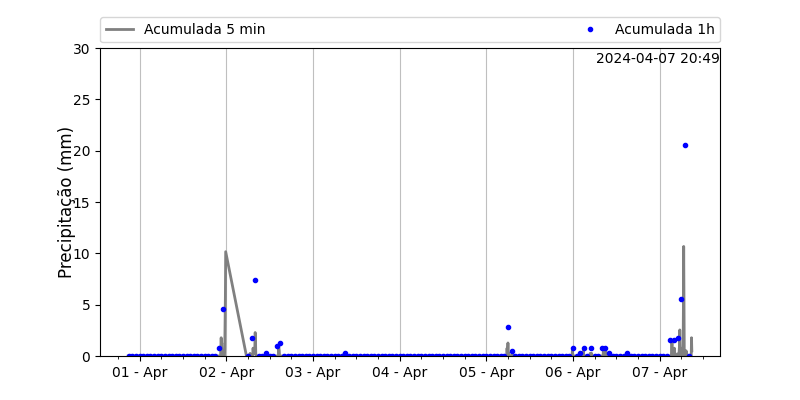 Acumulada 5 min
Acumulada 1h
2024-04-07 20:49
Precipitação (mm)
30
25
20
15
10
5
0
01 - Apr
02 - Apr
03 - Apr
04 - Apr
05 - Apr
06 - Apr
07 - Apr